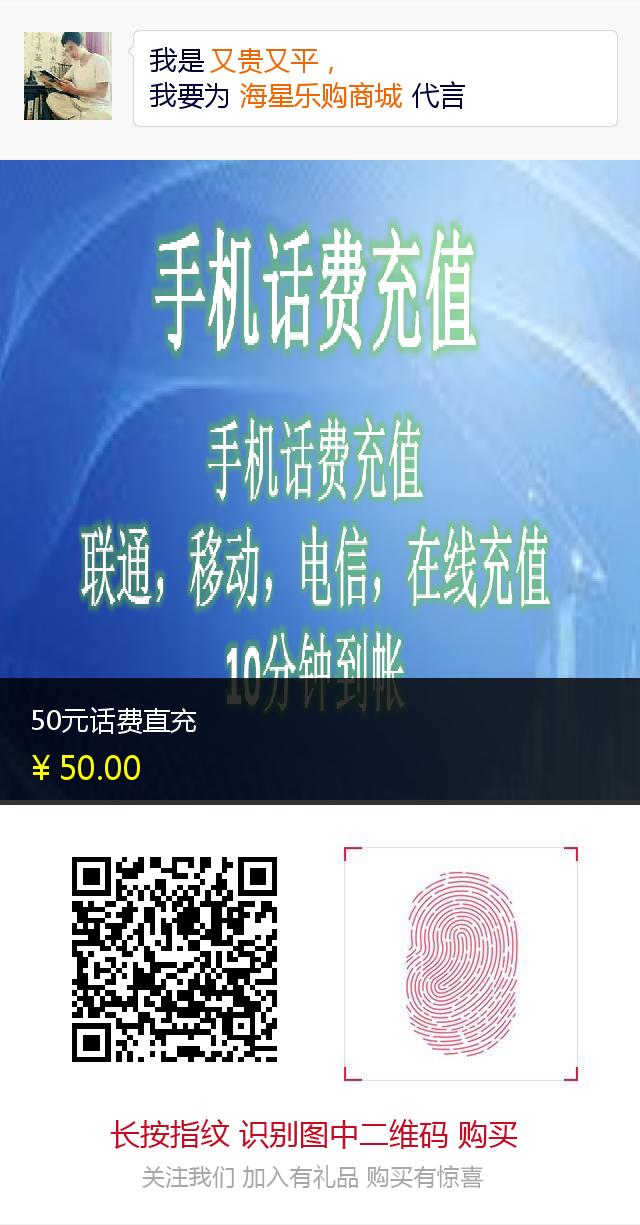 我是 又贵又平，
我要为 海星乐购商城 代言
手机话费充值
手机话费充值
联通，移动，电信，在线充值
10分钟到帐
50元话费直充
¥ 50.00
长按指纹 识别图中二维码 购买
关注我们 加入有礼品 购买有惊喜